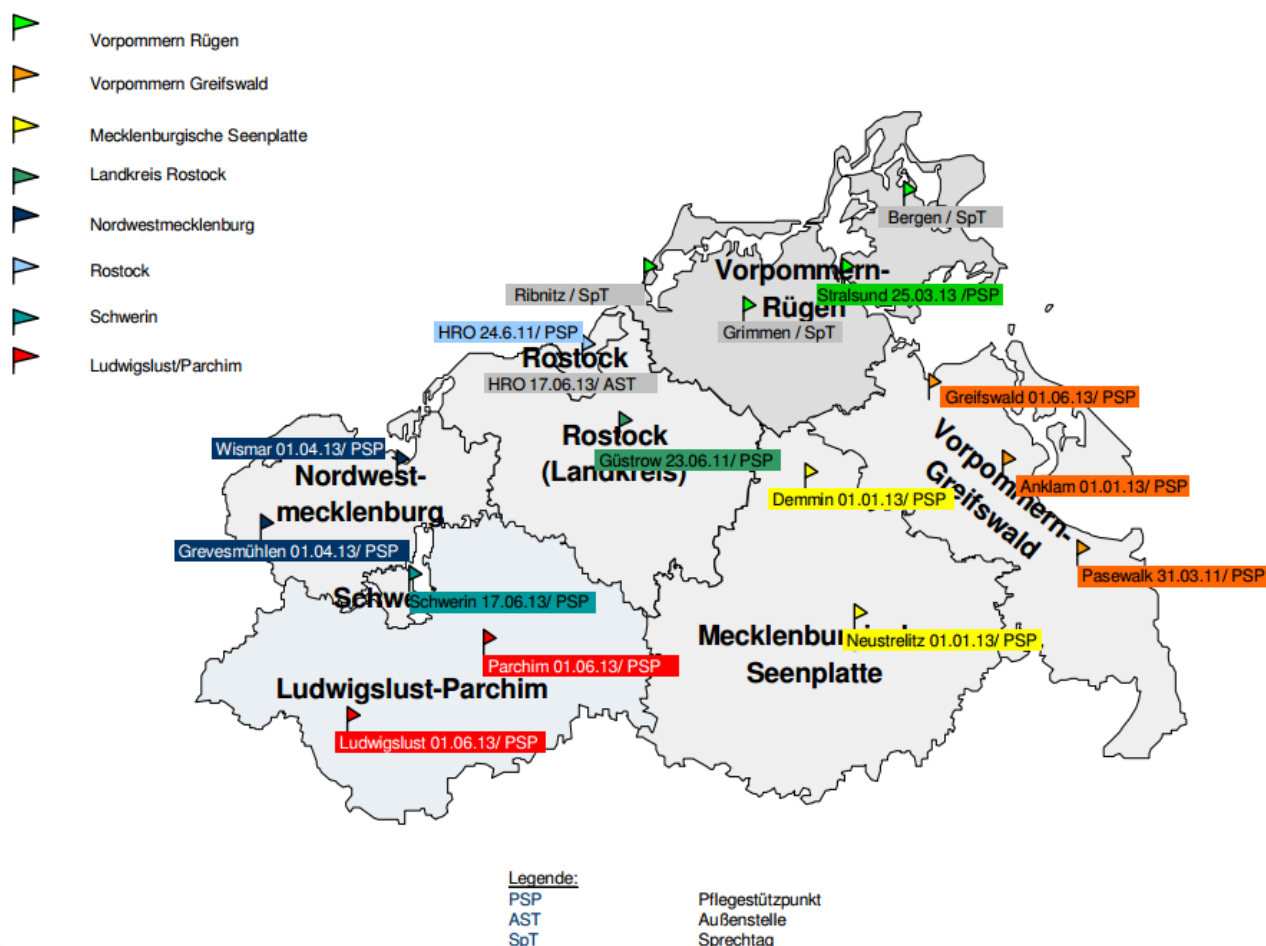 Vorpommern Rügen
Vorpommern Greifswald
Mecklenburgische Seenplatte
Landkreis Rostock
Nordwestmecklenburg
Rostock
Schwerin
Ludwigslust/Parchim
Bergen / SpT
Vorpommern-
Rügen
Ribnitz / SpT
Stralsund 25.03.13 /PSP
Grimmen / SpT
HRO 24.6.11/ PSP
Rostock
HRO 17.06.13/ AST
Greifswald 01.06.13/ PSP
Rostock
(Landkreis)
Güstrow 23.06.11/ PSP
Vorpommern-
Greifswald
Wismar 01.04.13/ PSP
Nordwest-
mecklenburg
Anklam 01.01.13/ PSP
Demmin 01.01.13/ PSP
Grevesmühlen 01.04.13/ PSP
Pasewalk 31.03.11/ PSP
Schwerin 17.06.13/ PSP
Neustrelitz 01.01.13/ PSP
Seenplatte
Parchim 01.06.13/ PSP
Ludwigslust-Parchim
Ludwigslust 01.06.13/ PSP
Legende:
PSP Pflegestützpunkt
AST Außenstelle
SpT Sprechtag